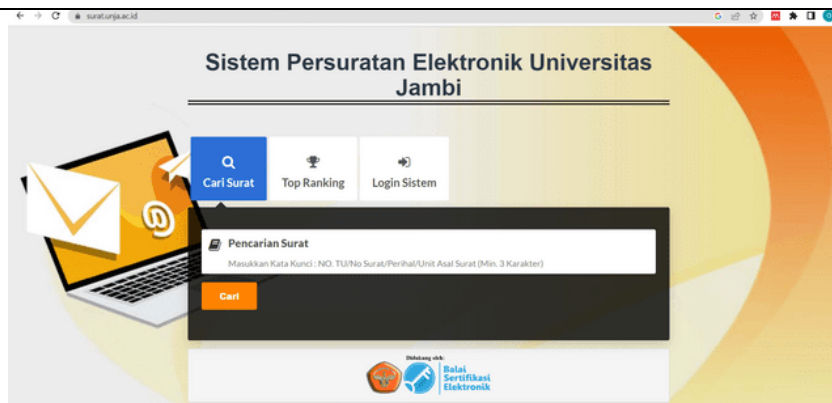 surat.unja.ac.id
Sistem Persuratan Elektronik Universitas
Jambi
Cari Surat
Top Ranking
Login Sistem
@
Pencarian Surat
Masukkan Kata Kunci : NO. TU/No Surat/Perihal/Unit Asal Surat (Min. 3 Karakter)
Cari
Didukung oleh:
Balai
Sertifikasi
Elektronik